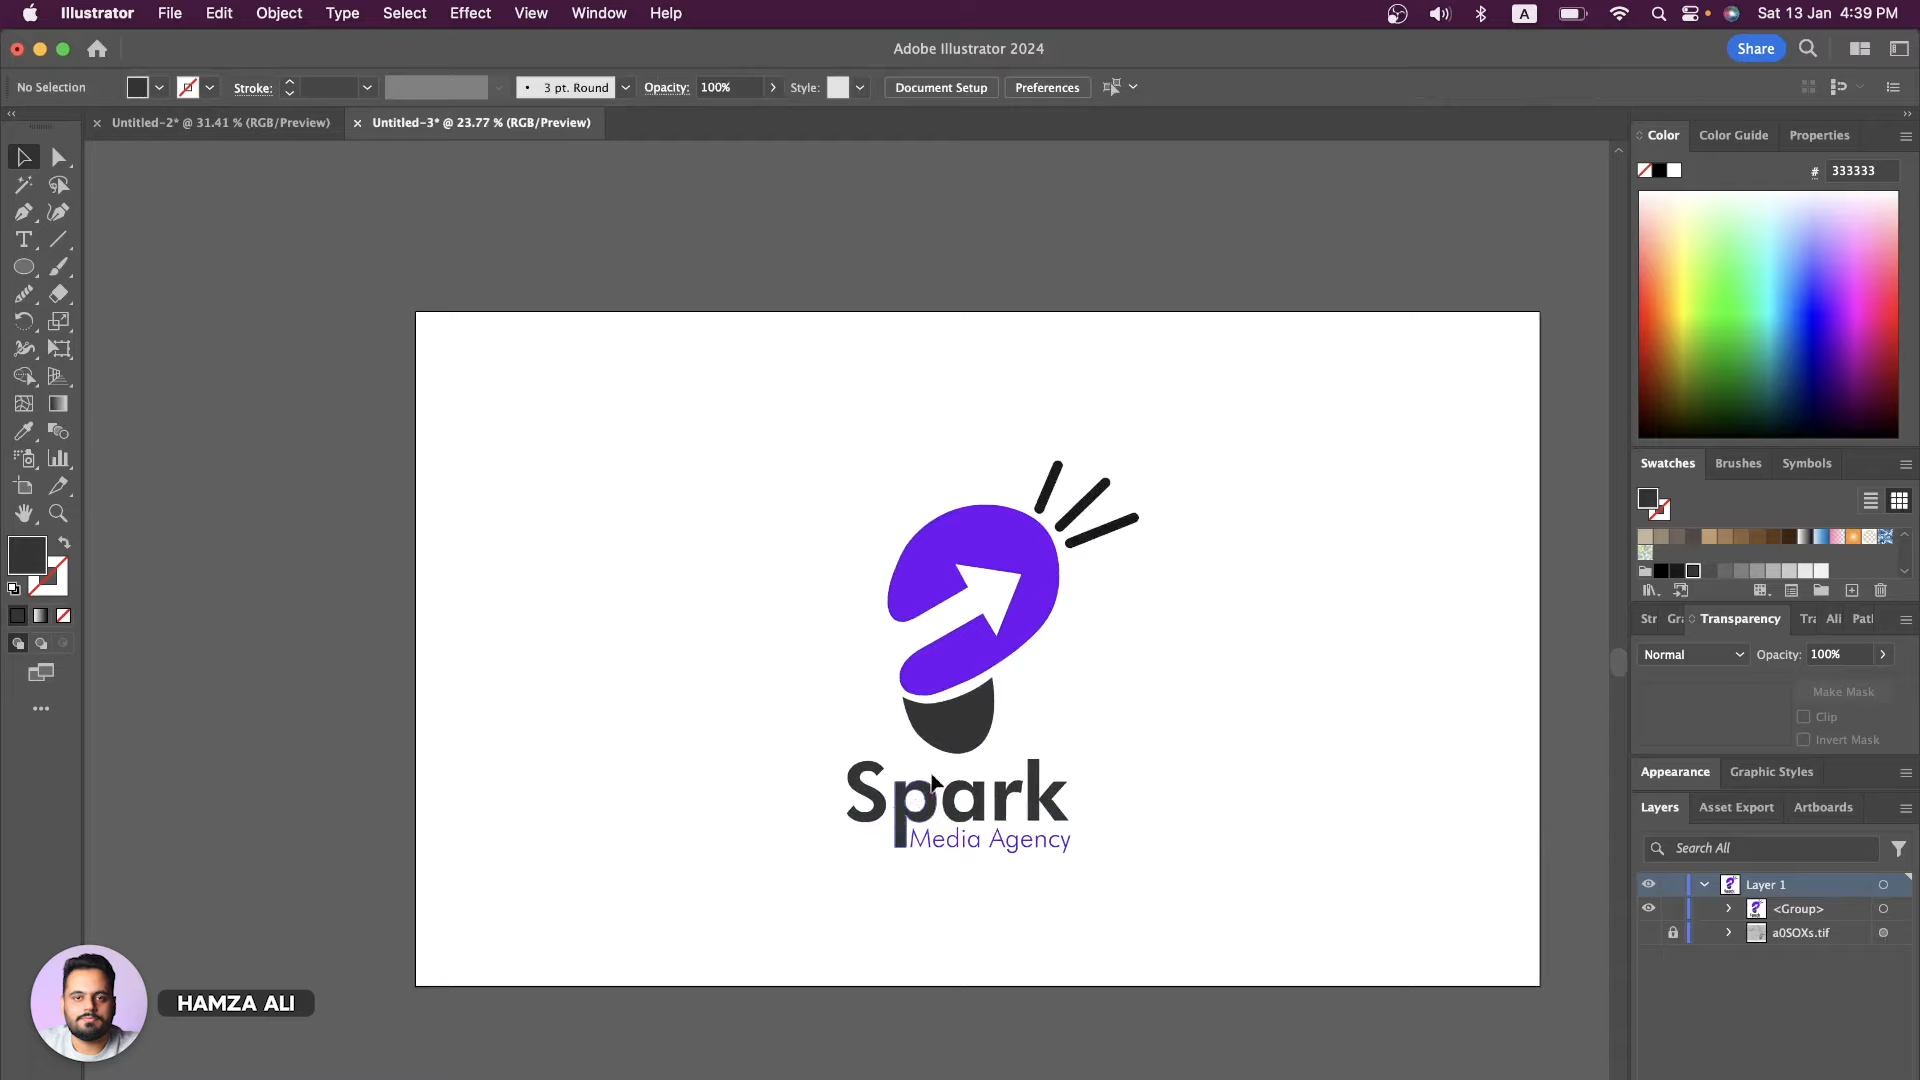 Illustrator File Edit Object Type Select Effect View Window Help
A
Sat 13 Jan 4:39 PM
Adobe Illustrator 2024
Share
No Selection
Stroke:
3 pt. Round
Opacity: 100%
Style:
Document Setup
Preferences
Untitled-2* @ 31.41 % (RGB/Preview)
Untitled-3* @ 23.77 % (RGB/Preview)
Color Color Guide Properties
# 333333
Swatches Brushes Symbols
Str Gra Transparency Tra Ali Patl
Normal Opacity: 100%
Make Mask
Clip
Invert Mask
Appearance Graphic Styles
Layers Asset Export Artboards
Search All
Layer 1
<Group>
a0SOXs.tif
Spark
Media Agency
HAMZA ALI